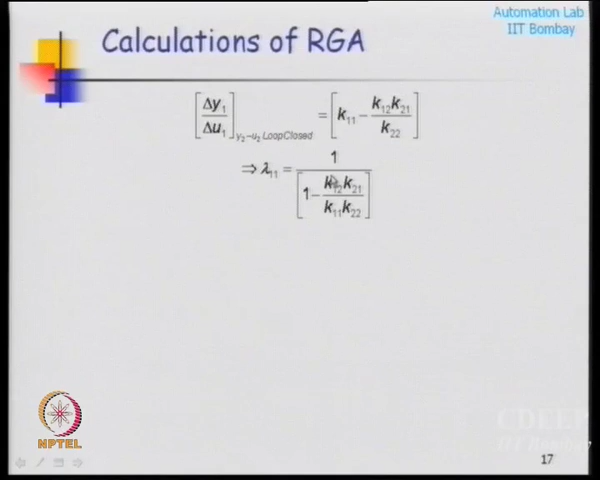 Automation Lab
IIT Bombay
Calculations of RGA
[Δy₁/Δu₁]_{y₂-u₂ Loop Closed} = [k₁₁ - k₁₂k₂₁/k₂₂]
⇒ λ₁₁ = 1/[1 - k₁₂k₂₁/k₁₁k₂₂]
NPTEL
17